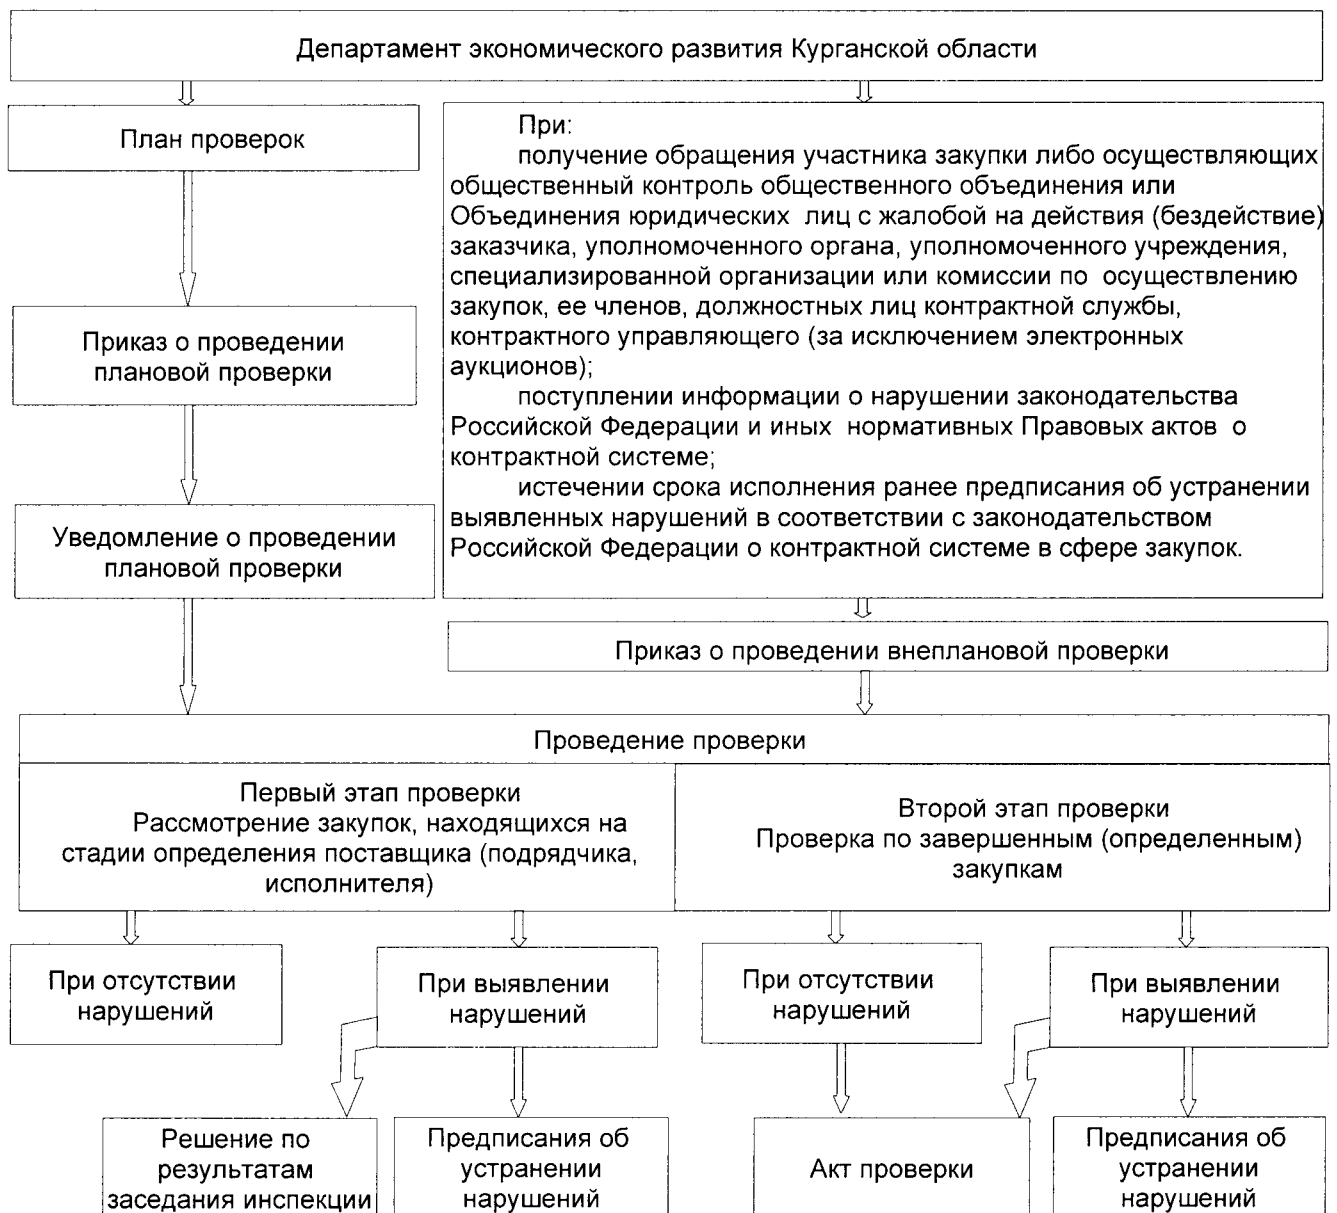 Департамент экономического развития Курганской области
План проверок
При:
получение обращения участника закупки либо осуществляющих
общественный контроль общественного объединения или
Объединения юридических лиц с жалобой на действия (бездействие)
заказчика, уполномоченного органа, уполномоченного учреждения,
специализированной организации или комиссии по осуществлению
закупок, ее членов, должностных лиц контрактной службы,
контрактного управляющего (за исключением электронных
аукционов);
поступлении информации о нарушении законодательства
Российской Федерации и иных нормативных Правовых актов о
контрактной системе;
истечении срока исполнения ранее предписания об устранении
выявленных нарушений в соответствии с законодательством
Российской Федерации о контрактной системе в сфере закупок.
Приказ о проведении
плановой проверки
Уведомление о проведении
плановой проверки
Приказ о проведении внеплановой проверки
Проведение проверки
Первый этап проверки
Рассмотрение закупок, находящихся на
стадии определения поставщика (подрядчика,
исполнителя)
Второй этап проверки
Проверка по завершенным (определенным)
закупкам
При отсутствии
нарушений
При выявлении
нарушений
При отсутствии
нарушений
При выявлении
нарушений
Решение по
результатам
заседания инспекции
Предписания об
устранении
нарушений
Акт проверки
Предписания об
устранении
нарушений